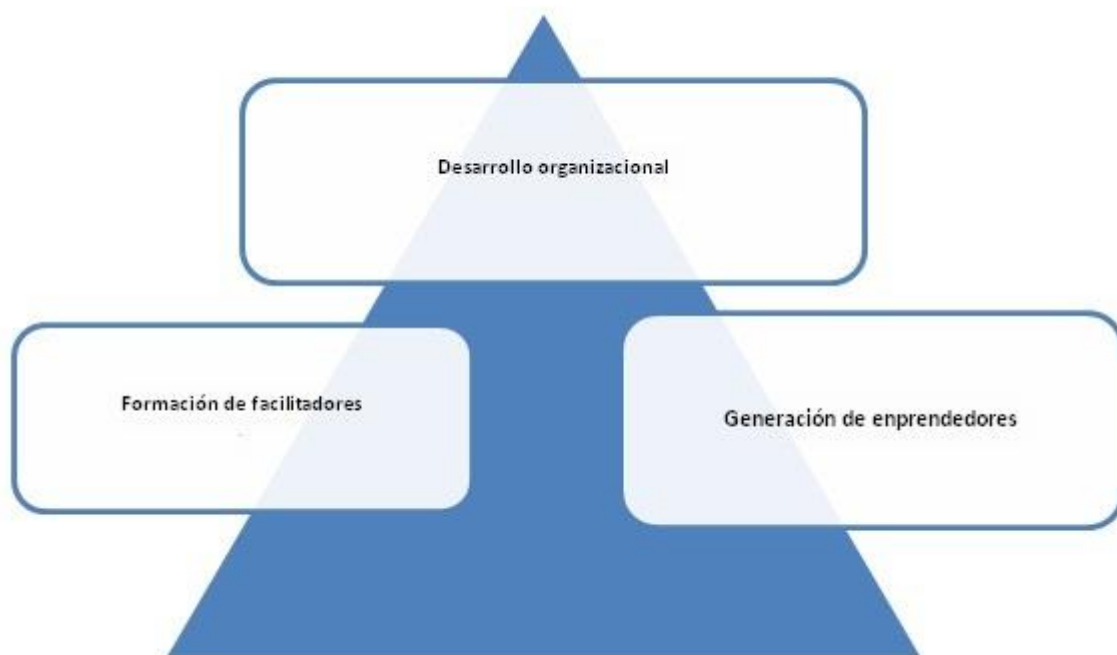 Desarrollo organizacional
Formación de facilitadores
Generación de enprendedores